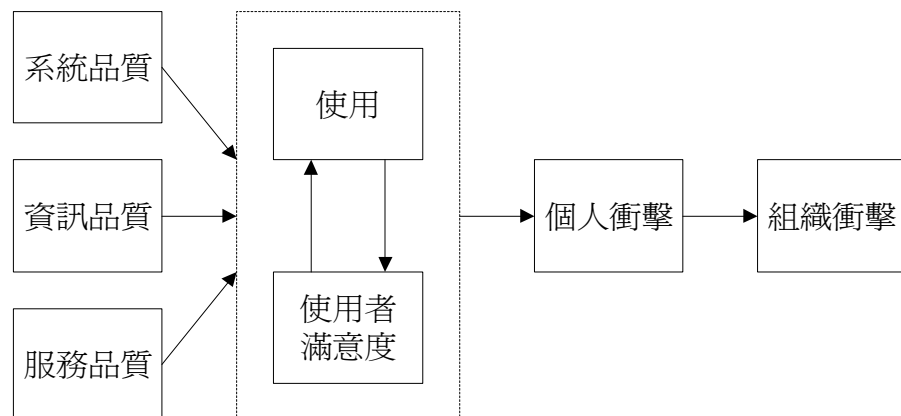 系統品質
資訊品質
服務品質
使用
使用者
滿意度
個人衝擊
組織衝擊